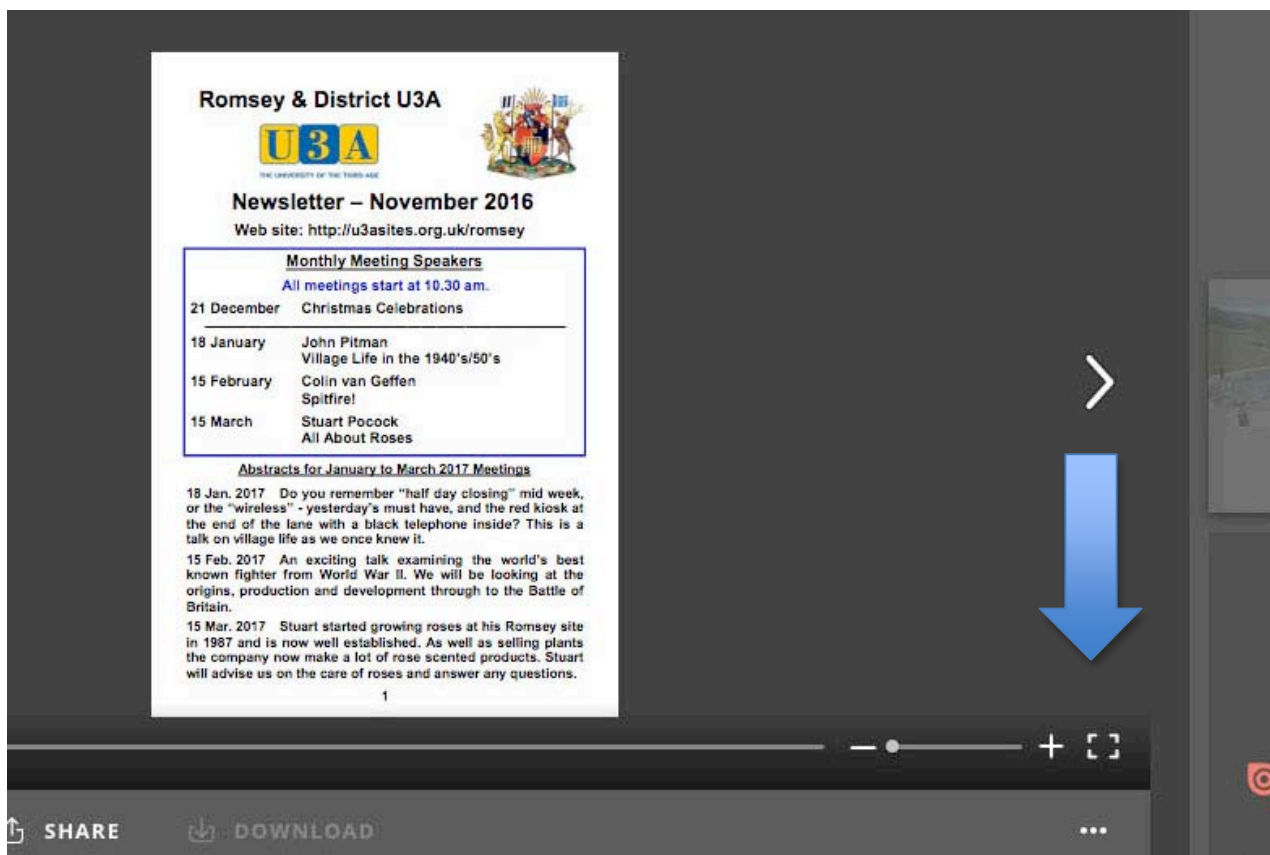 Romsey & District U3A
U3A
THE UNIVERSITY OF THE THIRD AGE
Newsletter – November 2016
Web site: http://u3asites.org.uk/romsey
Monthly Meeting Speakers
All meetings start at 10.30 am.
21 December Christmas Celebrations
18 January John Pitman
Village Life in the 1940's/50's
15 February Colin van Geffen
Spitfire!
15 March Stuart Pocock
All About Roses
Abstracts for January to March 2017 Meetings
18 Jan. 2017 Do you remember "half day closing" mid week,
or the "wireless" - yesterday's must have, and the red kiosk at
the end of the lane with a black telephone inside? This is a
talk on village life as we once knew it.
15 Feb. 2017 An exciting talk examining the world's best
known fighter from World War II. We will be looking at the
origins, production and development through to the Battle of
Britain.
15 Mar. 2017 Stuart started growing roses at his Romsey site
in 1987 and is now well established. As well as selling plants
the company now make a lot of rose scented products. Stuart
will advise us on the care of roses and answer any questions.
1
SHARE DOWNLOAD